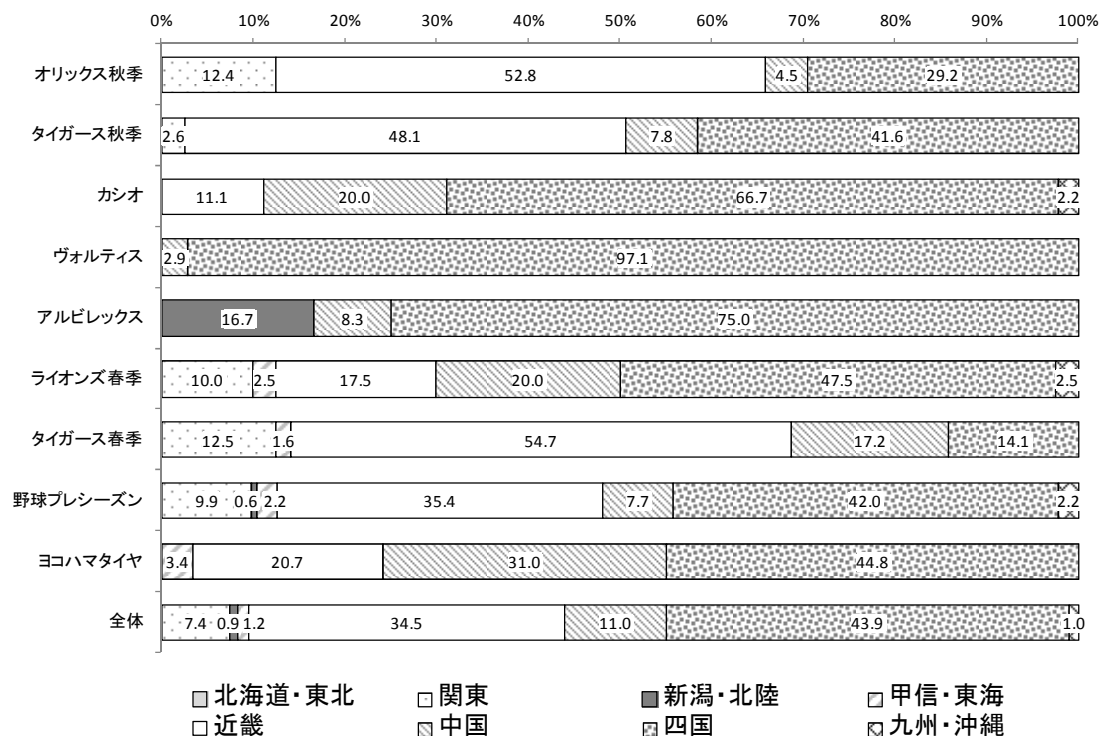 0% 10% 20% 30% 40% 50% 60% 70% 80% 90% 100%
オリックス秋季 12.4 52.8 4.5 29.2
タイガース秋季 2.6 48.1 7.8 41.6
カシオ 11.1 20.0 66.7 2.2
ヴォルティス 2.9 97.1
アルビレックス 16.7 8.3 75.0
ライオンズ春季 10.0 2.5 17.5 20.0 47.5 2.5
タイガース春季 12.5 1.6 54.7 17.2 14.1
野球プレシーズン 9.9 0.6 2.2 35.4 7.7 42.0 2.2
ヨコハマタイヤ 3.4 20.7 31.0 44.8
全体 7.4 0.9 1.2 34.5 11.0 43.9 1.0
北海道・東北 関東 新潟・北陸 甲信・東海
近畿 中国 四国 九州・沖縄